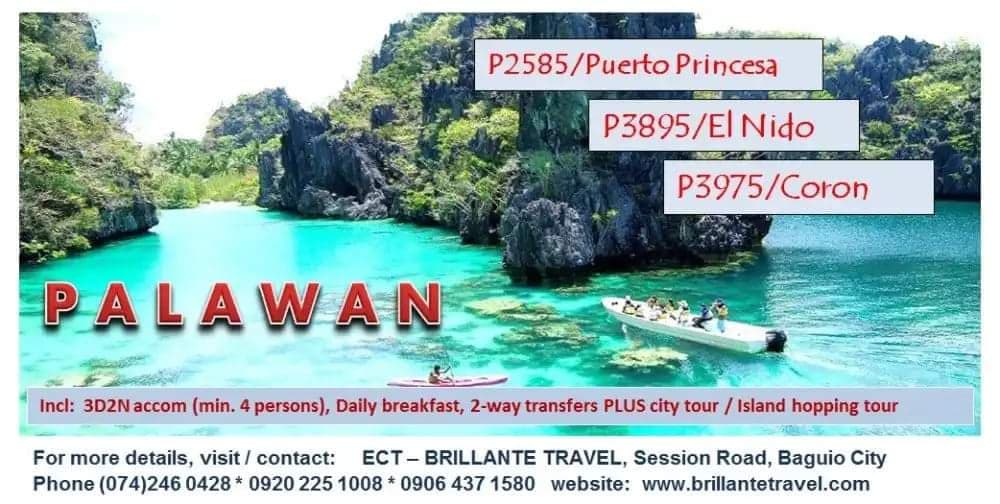 P2585/Puerto Princesa
P3895/El Nido
P3975/Coron
PALAWAN
Incl: 3D2N accom (min. 4 persons), Daily breakfast, 2-way transfers PLUS city tour / Island hopping tour
For more details, visit / contact: ECT – BRILLANTE TRAVEL, Session Road, Baguio City
Phone (074)246 0428 * 0920 225 1008 * 0906 437 1580 website: www.brillantetravel.com